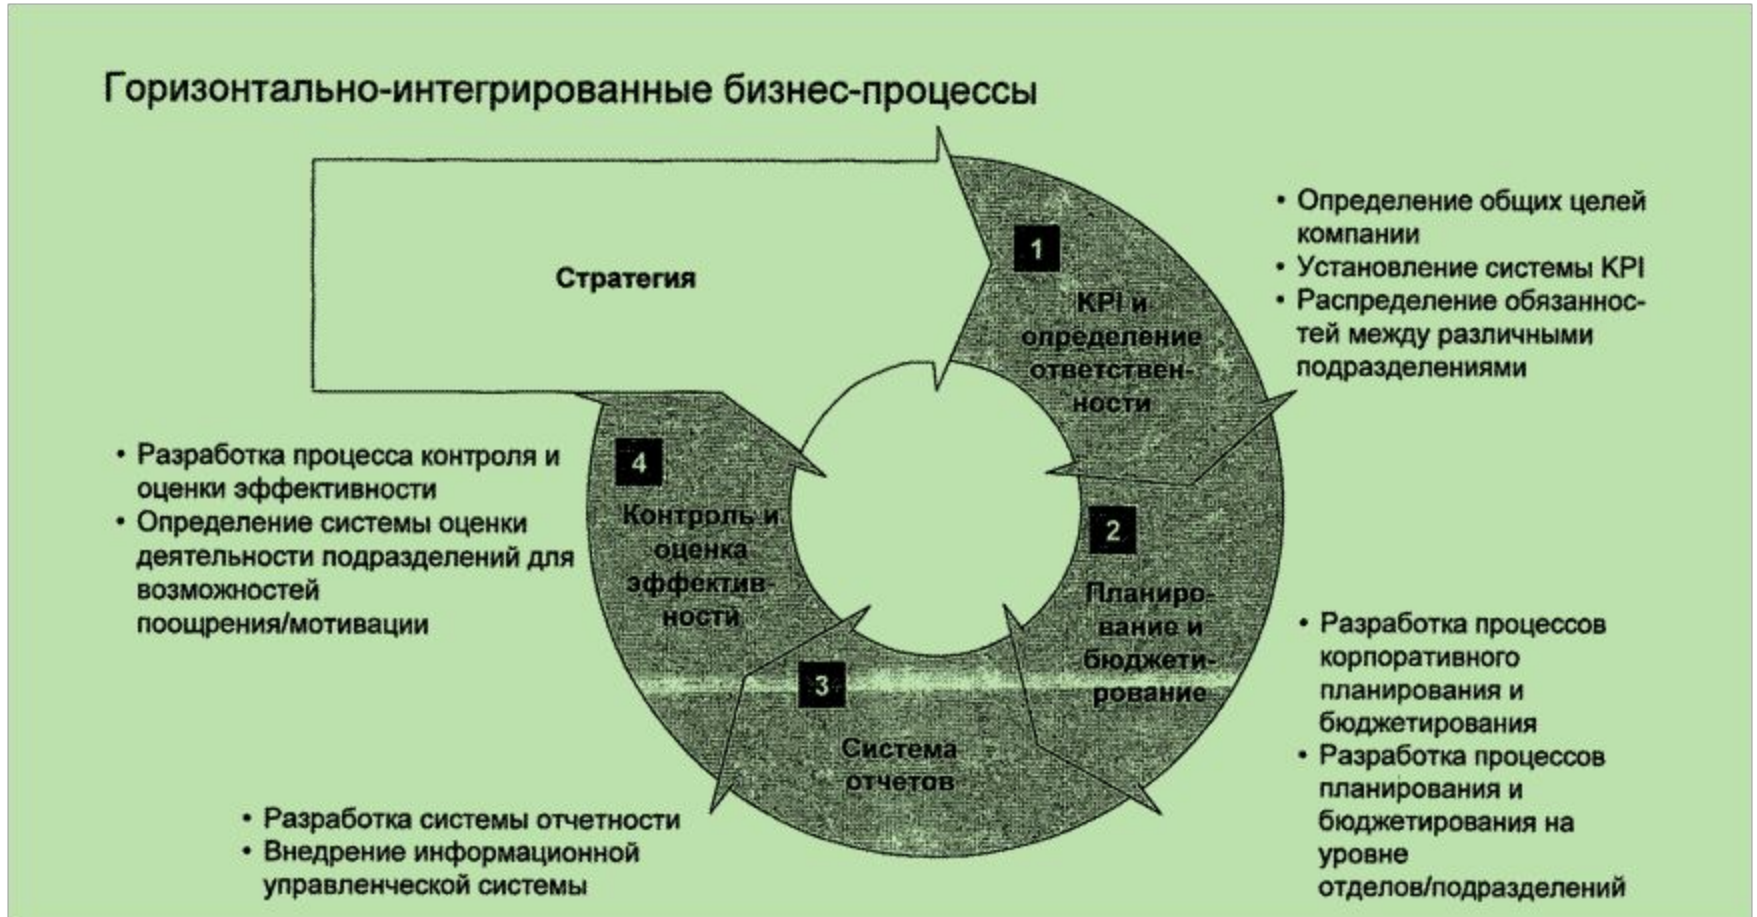 Горизонтально-интегрированные бизнес-процессы
Стратегия
1
KPI и
определение
ответствен-
ности
• Определение общих целей
компании
• Установление системы KPI
• Распределение обязаннос-
тей между различными
подразделениями
2
Планиро-
вание и
бюджети-
рование
• Разработка процессов
корпоративного
планирования и
бюджетирования
• Разработка процессов
планирования и
бюджетирования на
уровне
отделов/подразделений
3
Система
отчетов
• Разработка системы отчетности
• Внедрение информационной
управленческой системы
4
Контроль и
оценка
эффектив-
ности
• Разработка процесса контроля и
оценки эффективности
• Определение системы оценки
деятельности подразделений для
возможностей
поощрения/мотивации